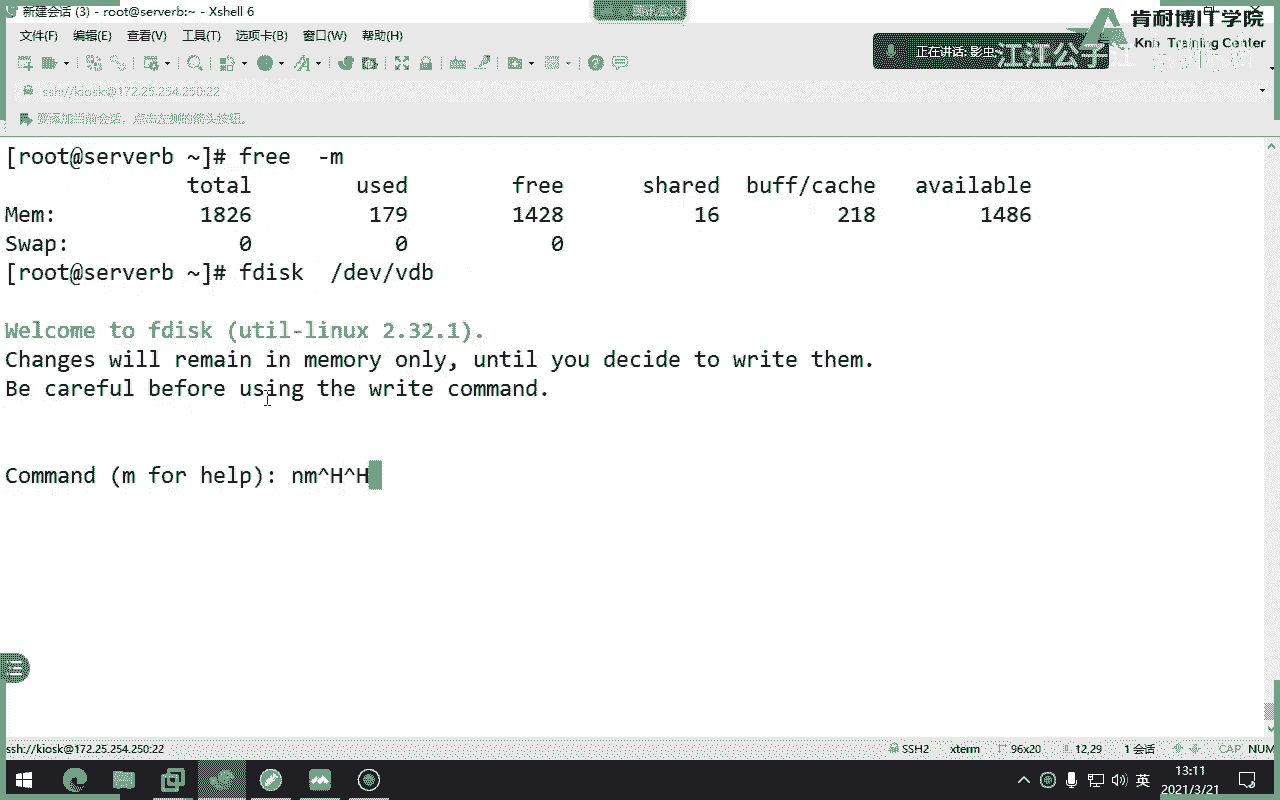 新建会话 (3) - root@serverb:~ - Xshell 6
文件(F) 编辑(E) 查看(V) 工具(T) 选项卡(B) 窗口(W) 帮助(H)
肯耐博IT学院
Knb Training Center
正在讲话: 影虫
江江公子江
ssh://kiosk@172.25.254.250:22
要添加当前会话，点击左侧的箭头按钮。
[root@serverb ~]# free  -m
total used free shared buff/cache available
Mem: 1826 179 1428 16 218 1486
Swap: 0 0 0
[root@serverb ~]# fdisk  /dev/vdb
Welcome to fdisk (util-linux 2.32.1).
Changes will remain in memory only, until you decide to write them.
Be careful before using the write command.
Command (m for help): nm^H^H
ssh://kiosk@172.25.254.250:22 SSH2 xterm 96x20 12,29 1 会话 CAP NUM
英 13:11
2021/3/21